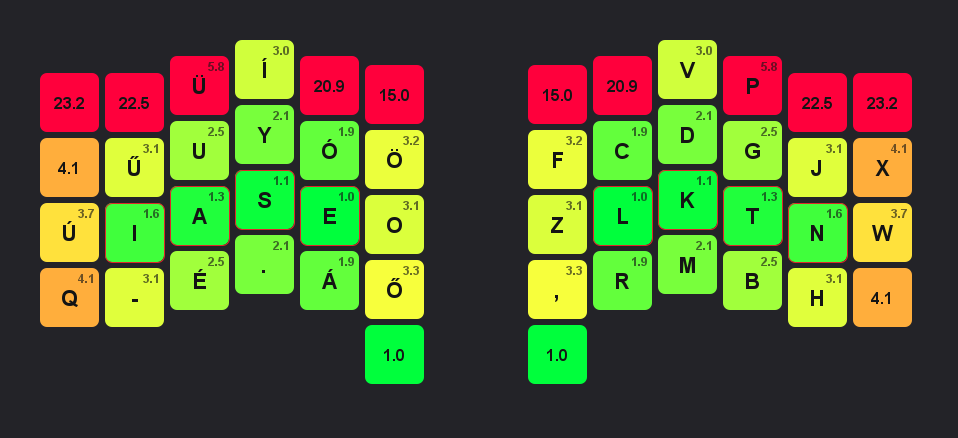 23.2 22.5 Ü 5.8 Í 3.0 20.9 15.0 15.0 20.9 V 3.0 P 5.8 22.5 23.2
4.1 Ű 3.1 U 2.5 Y 2.1 Ó 1.9 Ö 3.2 F 3.2 C 1.9 D 2.1 G 2.5 J 3.1 X 4.1
Ú 3.7 I 1.6 A 1.3 S 1.1 E 1.0 O 3.1 Z 3.1 L 1.0 K 1.1 T 1.3 N 1.6 W 3.7
Q 4.1 - 3.1 É 2.5 . 2.1 Á 1.9 Ő 3.3 , 3.3 R 1.9 M 2.1 B 2.5 H 3.1 4.1
1.0 1.0